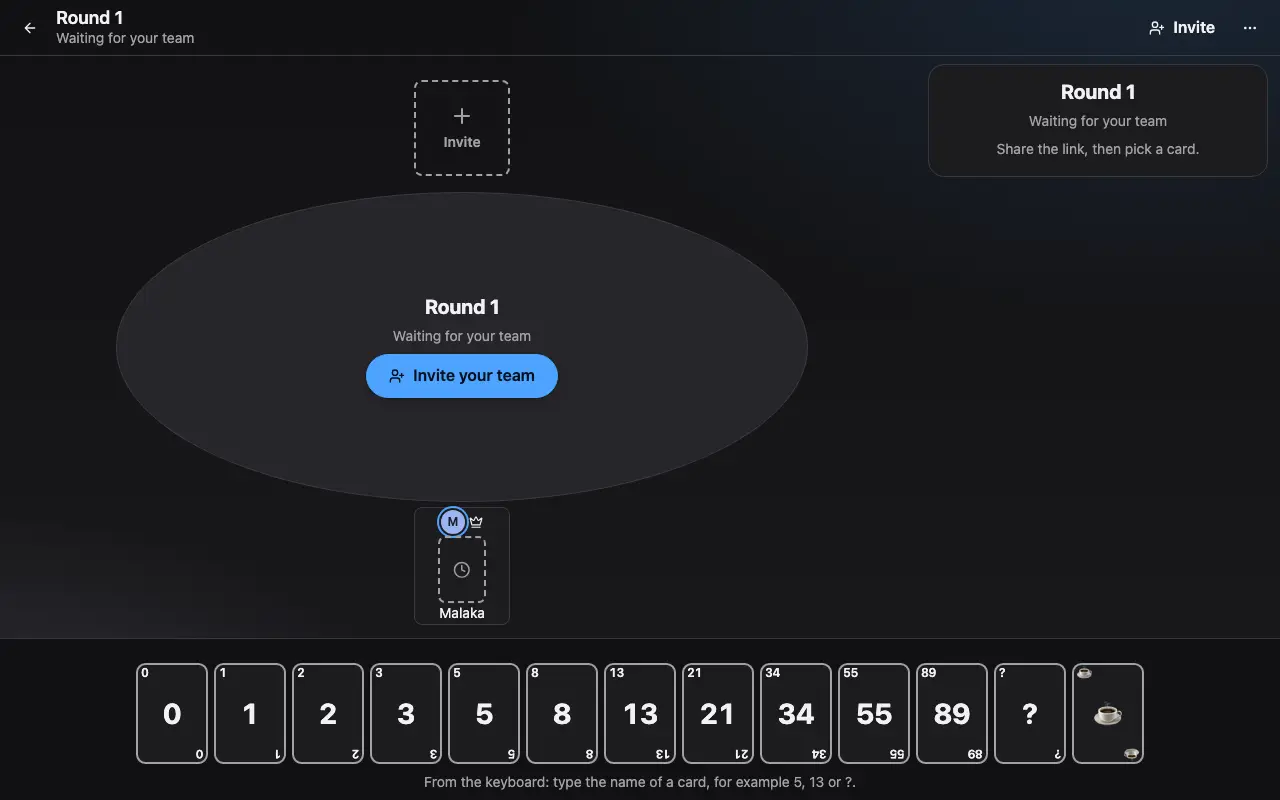 Round 1
Waiting for your team
Invite
Invite
Round 1
Waiting for your team
Share the link, then pick a card.
Round 1
Waiting for your team
Invite your team
M
Malaka
0 1 2 3 5 8 13 21 34 55 89 ?
0 1 2 3 5 8 13 21 34 55 89 ?
0 1 2 3 5 8 13 21 34 55 89 ?
From the keyboard: type the name of a card, for example 5, 13 or ?.